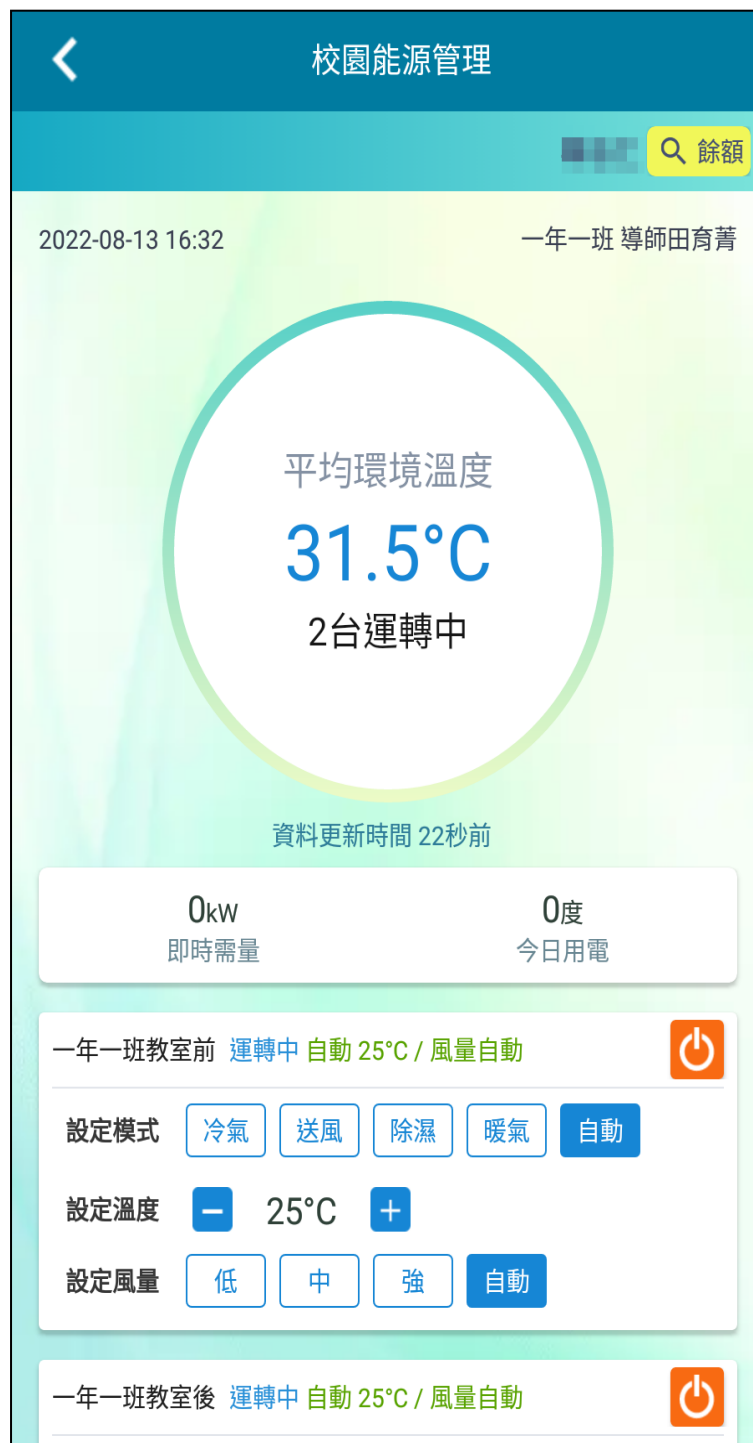 校園能源管理
餘額
2022-08-13 16:32 一年一班 導師田育菁
平均環境溫度
31.5°C
2台運轉中
資料更新時間 22秒前
0kW 0度
即時需量 今日用電
一年一班教室前 運轉中 自動 25°C / 風量自動
設定模式 冷氣 送風 除濕 暖氣 自動
設定溫度 − 25°C +
設定風量 低 中 強 自動
一年一班教室後 運轉中 自動 25°C / 風量自動